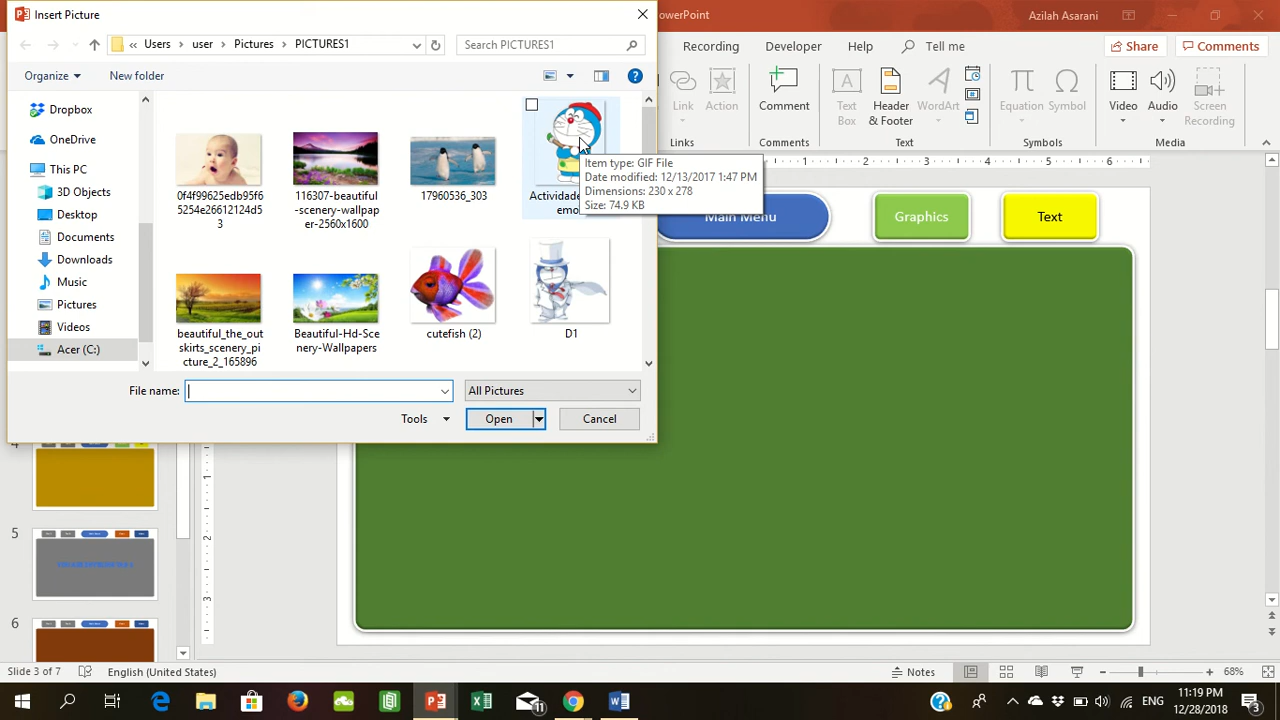 Insert Picture
PowerPoint
Azilah Asarani
Users
user
Pictures
PICTURES1
Search PICTURES1
Recording
Developer
Help
Tell me
Share
Comments
Organize
New folder
Link
Action
Comment
Text
Box
Header
& Footer
WordArt
Equation
Symbol
Video
Audio
Screen
Recording
Links
Comments
Text
Symbols
Media
Dropbox
OneDrive
This PC
3D Objects
Desktop
Documents
Downloads
Music
Pictures
Videos
Acer (C:)
0f4f99625edb95f6
5254e26612124d5
3
116307-beautiful
-scenery-wallpap
er-2560x1600
17960536_303
Actividade
emo
Item type: GIF File
Date modified: 12/13/2017 1:47 PM
Dimensions: 230 x 278
Size: 74.9 KB
beautiful_the_out
skirts_scenery_pi
cture_2_165896
Beautiful-Hd-Sce
nery-Wallpapers
cutefish (2)
D1
File name:
All Pictures
Tools
Open
Cancel
Main Menu
Graphics
Text
4
5
6
Slide 3 of 7
English (United States)
Notes
68%
11
ENG
11:19 PM
12/28/2018
3